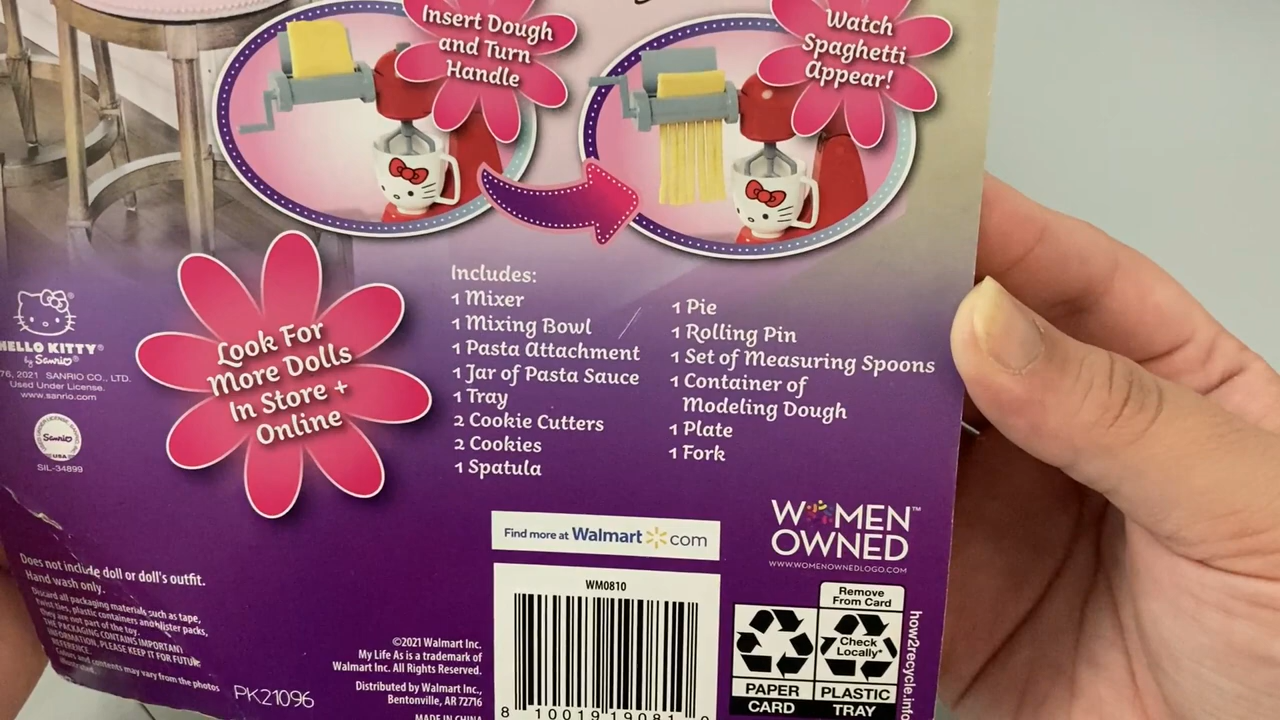 Insert Dough
and Turn
Handle
Watch
Spaghetti
Appear!
Look For
More Dolls
In Store +
Online
HELLO KITTY®
by Sanrio®
76, 2021 SANRIO CO., LTD.
Used Under License.
www.sanrio.com
Sanrio
USA
SIL-34899
Includes:
1 Mixer
1 Mixing Bowl
1 Pasta Attachment
1 Jar of Pasta Sauce
1 Tray
2 Cookie Cutters
2 Cookies
1 Spatula
1 Pie
1 Rolling Pin
1 Set of Measuring Spoons
1 Container of
Modeling Dough
1 Plate
1 Fork
Does not include doll or doll's outfit.
Hand wash only.
Discard all packaging materials such as tape,
twist ties, plastic containers and blister packs,
they are not part of the toy.
THE PACKAGING CONTAINS IMPORTANT
INFORMATION, PLEASE KEEP IT FOR FUTURE
REFERENCE.
Colors and contents may vary from the photos
PK21096
©2021 Walmart Inc.
My Life As is a trademark of
Walmart Inc. All Rights Reserved.
Distributed by Walmart Inc.,
Bentonville, AR 72716
MADE IN CHINA
Find more at Walmart com
WM0810
8 10019 19081
WOMEN™
OWNED
WWW.WOMENOWNEDLOGO.COM
Remove
From Card
Check
Locally*
PAPER
CARD
PLASTIC
TRAY
how2recycle.info